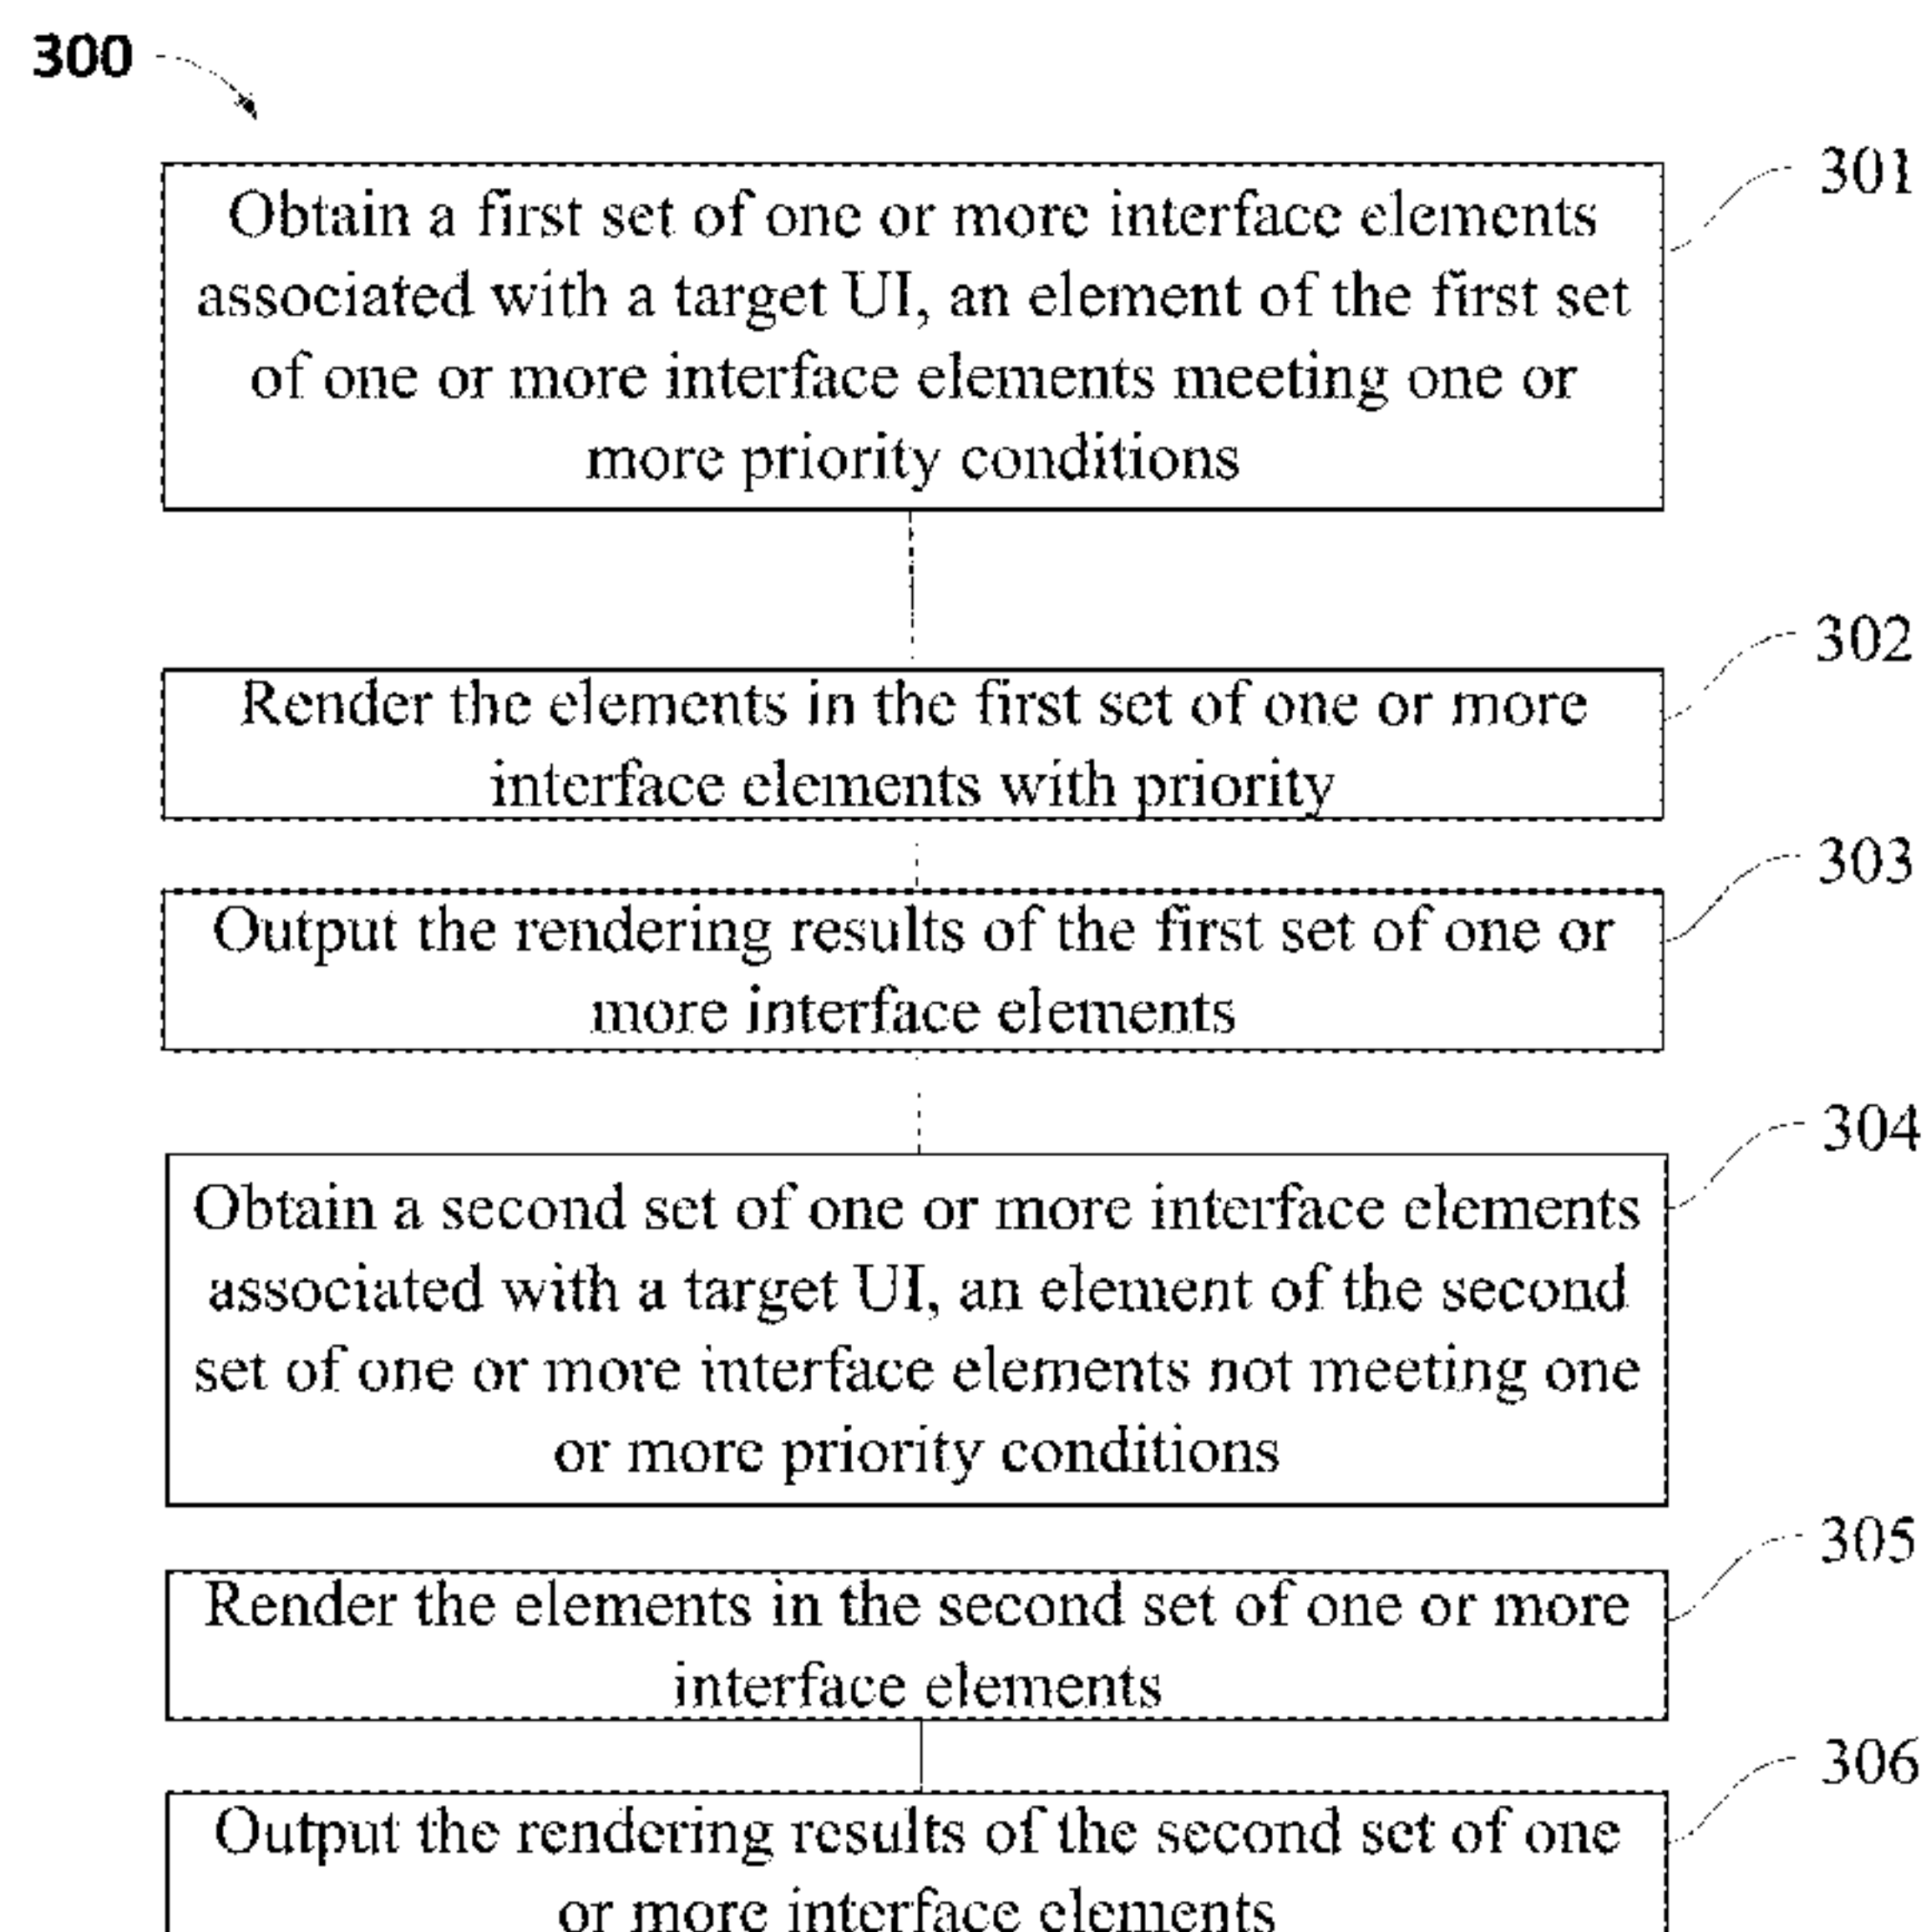 300
301
Obtain a first set of one or more interface elements
associated with a target UI, an element of the first set
of one or more interface elements meeting one or
more priority conditions
302
Render the elements in the first set of one or more
interface elements with priority
303
Output the rendering results of the first set of one or
more interface elements
304
Obtain a second set of one or more interface elements
associated with a target UI, an element of the second
set of one or more interface elements not meeting one
or more priority conditions
305
Render the elements in the second set of one or more
interface elements
306
Output the rendering results of the second set of one
or more interface elements